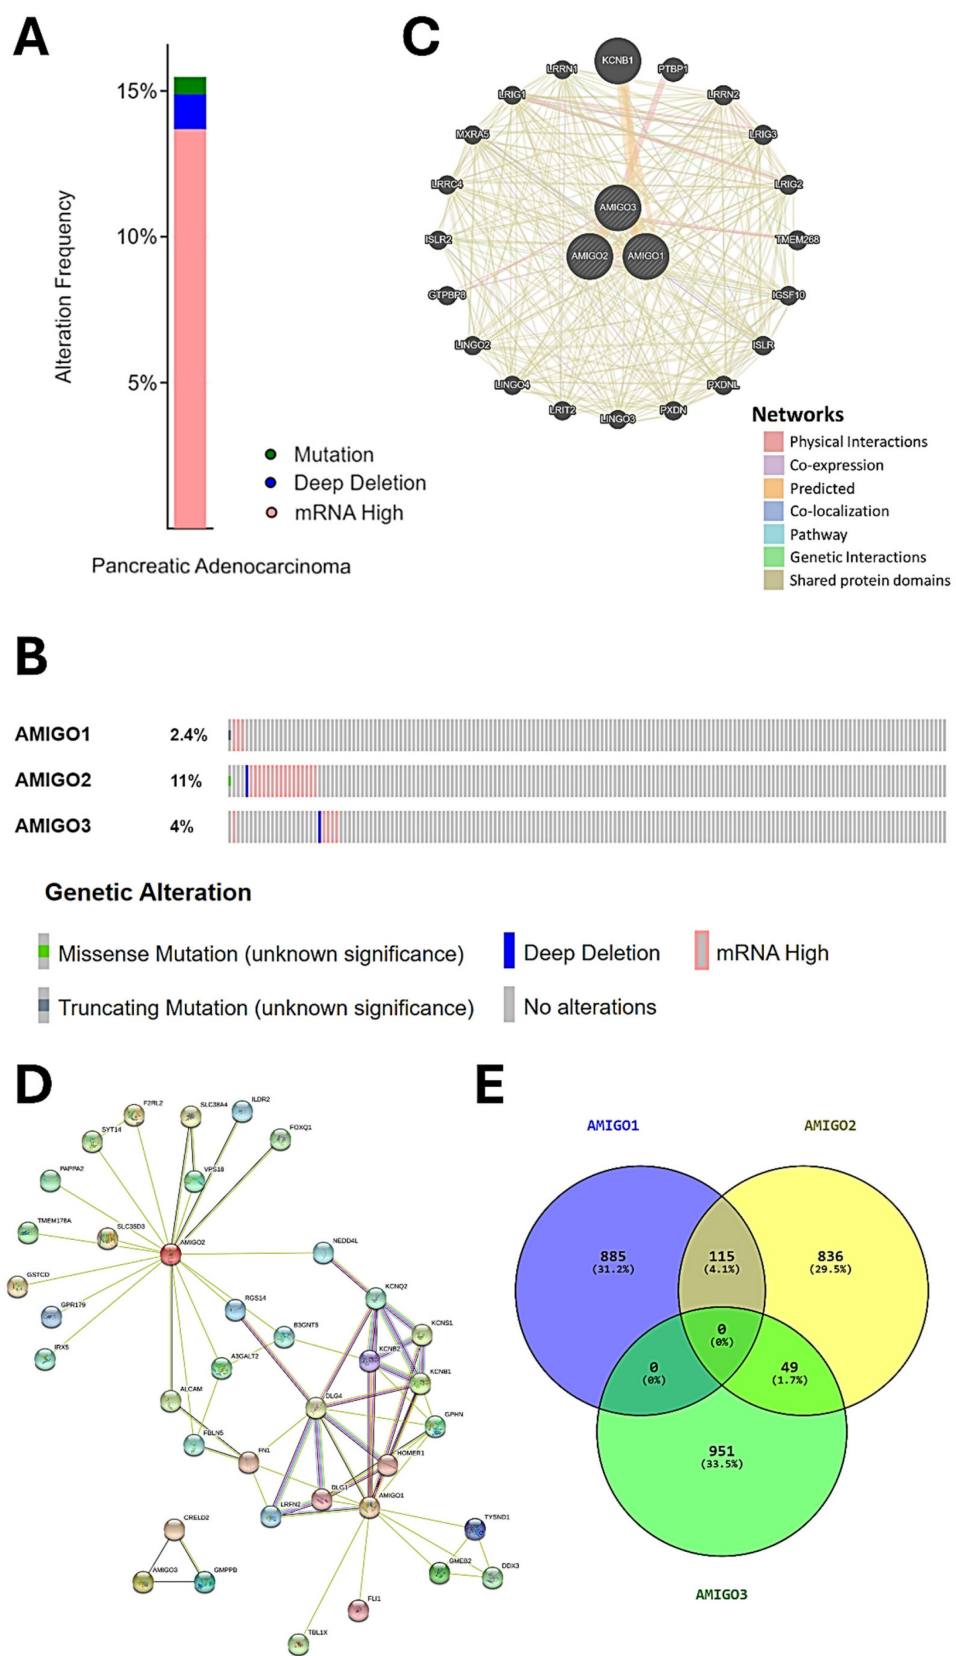 A
15%
10%
5%
Alteration Frequency
Mutation
Deep Deletion
mRNA High
Pancreatic Adenocarcinoma
C
KCNB1
LRRN1
PTBP1
LRIG1
LRRN2
MXRA5
LRIG3
LRRC4
LRIG2
AMIGO3
ISLR2
TMEM268
AMIGO2
AMIGO1
GTPBP8
IGSF10
LINGO2
ISLR
LINGO4
PXDNL
LRIT2
LINGO3
PXDN
Networks
Physical Interactions
Co-expression
Predicted
Co-localization
Pathway
Genetic Interactions
Shared protein domains
B
AMIGO1 2.4%
AMIGO2 11%
AMIGO3 4%
Genetic Alteration
Missense Mutation (unknown significance)
Deep Deletion
mRNA High
Truncating Mutation (unknown significance)
No alterations
D
F2RL2
SLC38A4
ILDR2
SYT14
FOXQ1
PAPPA2
VPS18
TMEM178A
SLC35D3
AMIGO2
NEDD4L
GSTCD
KCNQ2
GPR179
RGS14
B3GNT5
KCNS1
IRX5
A3GALT2
KCNB2
KCNB1
ALCAM
DLG4
GPHN
FBLN5
FN1
HOMER1
DLG1
AMIGO1
LRFN2
TYSND1
CRELD2
AMIGO3
GMPPB
GMEB2
DDX3
FLI1
TBL1X
E
AMIGO1
AMIGO2
885
(31.2%)
115
(4.1%)
836
(29.5%)
0
(0%)
0
(0%)
49
(1.7%)
951
(33.5%)
AMIGO3